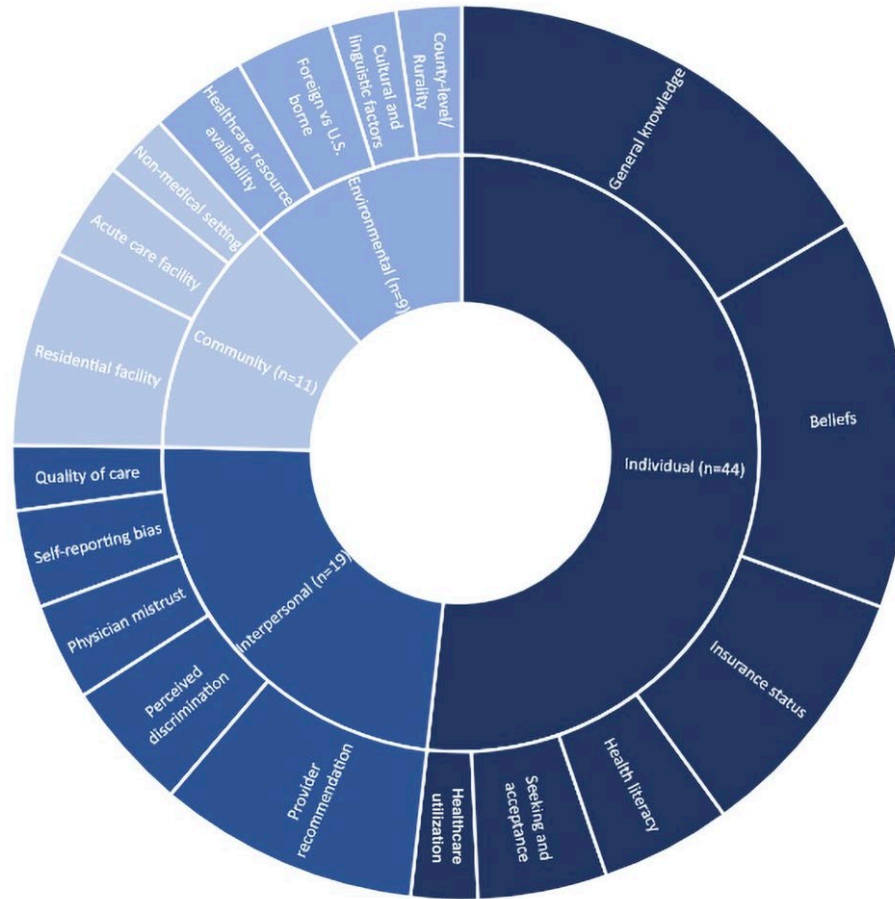 General knowledge
Beliefs
Insurance status
Health literacy
Seeking and
acceptance
Healthcare
utilization
Provider
recommendation
Perceived
discrimination
Physician mistrust
Self-reporting bias
Quality of care
Residential facility
Acute care facility
Non-medical setting
Healthcare resource
availability
Foreign vs U.S.
borne
Cultural and
linguistic factors
County-level/
Rurality
Individual (n=44)
Interpersonal (n=19)
Community (n=11)
Environmental (n=9)